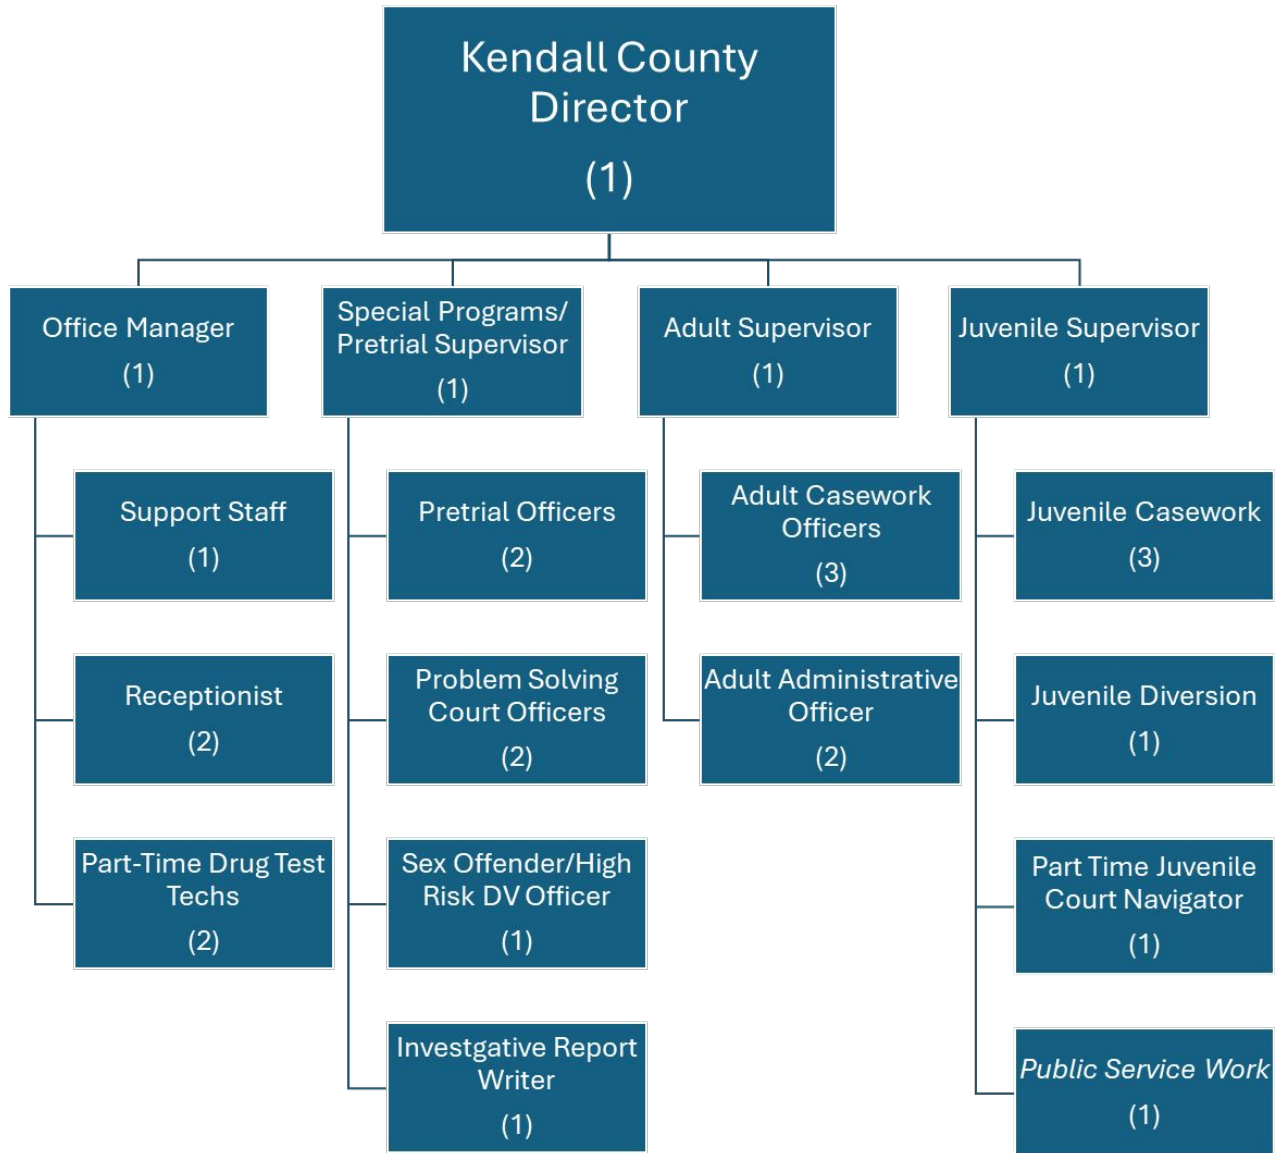 Kendall County
Director
(1)
Office Manager
(1)
Special Programs/
Pretrial Supervisor
(1)
Adult Supervisor
(1)
Juvenile Supervisor
(1)
Support Staff
(1)
Receptionist
(2)
Part-Time Drug Test
Techs
(2)
Pretrial Officers
(2)
Problem Solving
Court Officers
(2)
Sex Offender/High
Risk DV Officer
(1)
Investgative Report
Writer
(1)
Adult Casework
Officers
(3)
Adult Administrative
Officer
(2)
Juvenile Casework
(3)
Juvenile Diversion
(1)
Part Time Juvenile
Court Navigator
(1)
Public Service Work
(1)